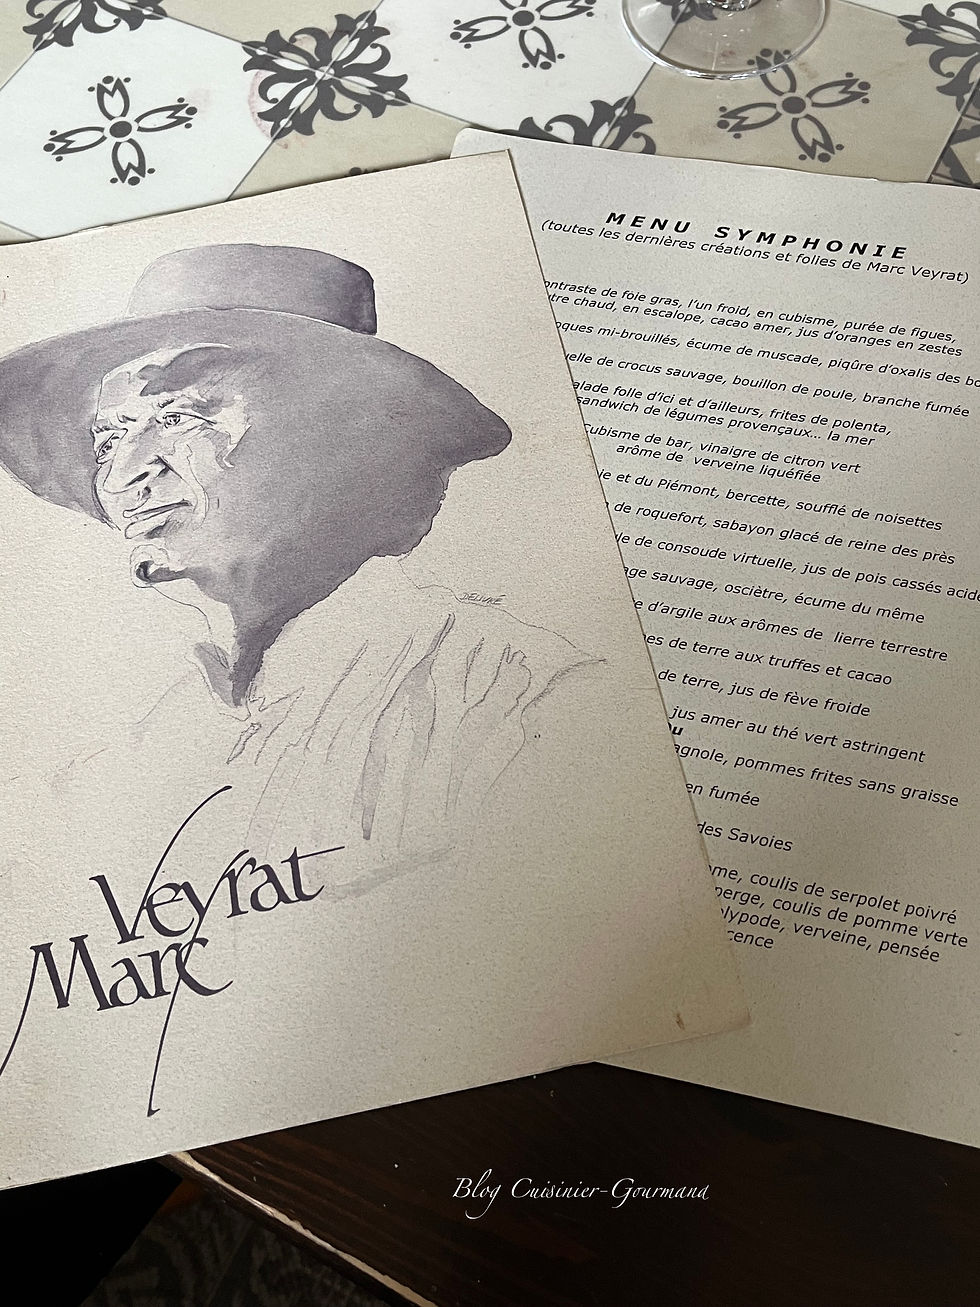 Veyrat
Marc
DELUNE
MENU SYMPHONIE
(toutes les dernières créations et folles de Marc Veyrat)
ontraste de foie gras, l'un froid, en cubisme, purée de figues,
tre chaud, en escalope, cacao amer, jus d'oranges en zestes
oques mi-brouillés, écume de muscade, piqûre d'oxalis des bo
uelle de crocus sauvage, bouillon de poule, branche fumée
alade folle d'ici et d'ailleurs, frites de polenta,
sandwich de légumes provençaux... la mer
Cubisme de bar, vinaigre de citron vert
arôme de verveine liquéfiée
ie et du Piémont, bercette, soufflé de noisettes
de roquefort, sabayon glacé de reine des près
le de consoude virtuelle, jus de pois cassés acide
age sauvage, osciètre, écume du même
e d'argile aux arômes de lierre terrestre
es de terre aux truffes et cacao
de terre, jus de fève froide
jus amer au thé vert astringent
u
agnole, pommes frites sans graisse
en fumée
des Savoies
ome, coulis de serpolet poivré
perge, coulis de pomme verte
olypode, verveine, pensée
cence
Blog Cuisinier-Gourmand